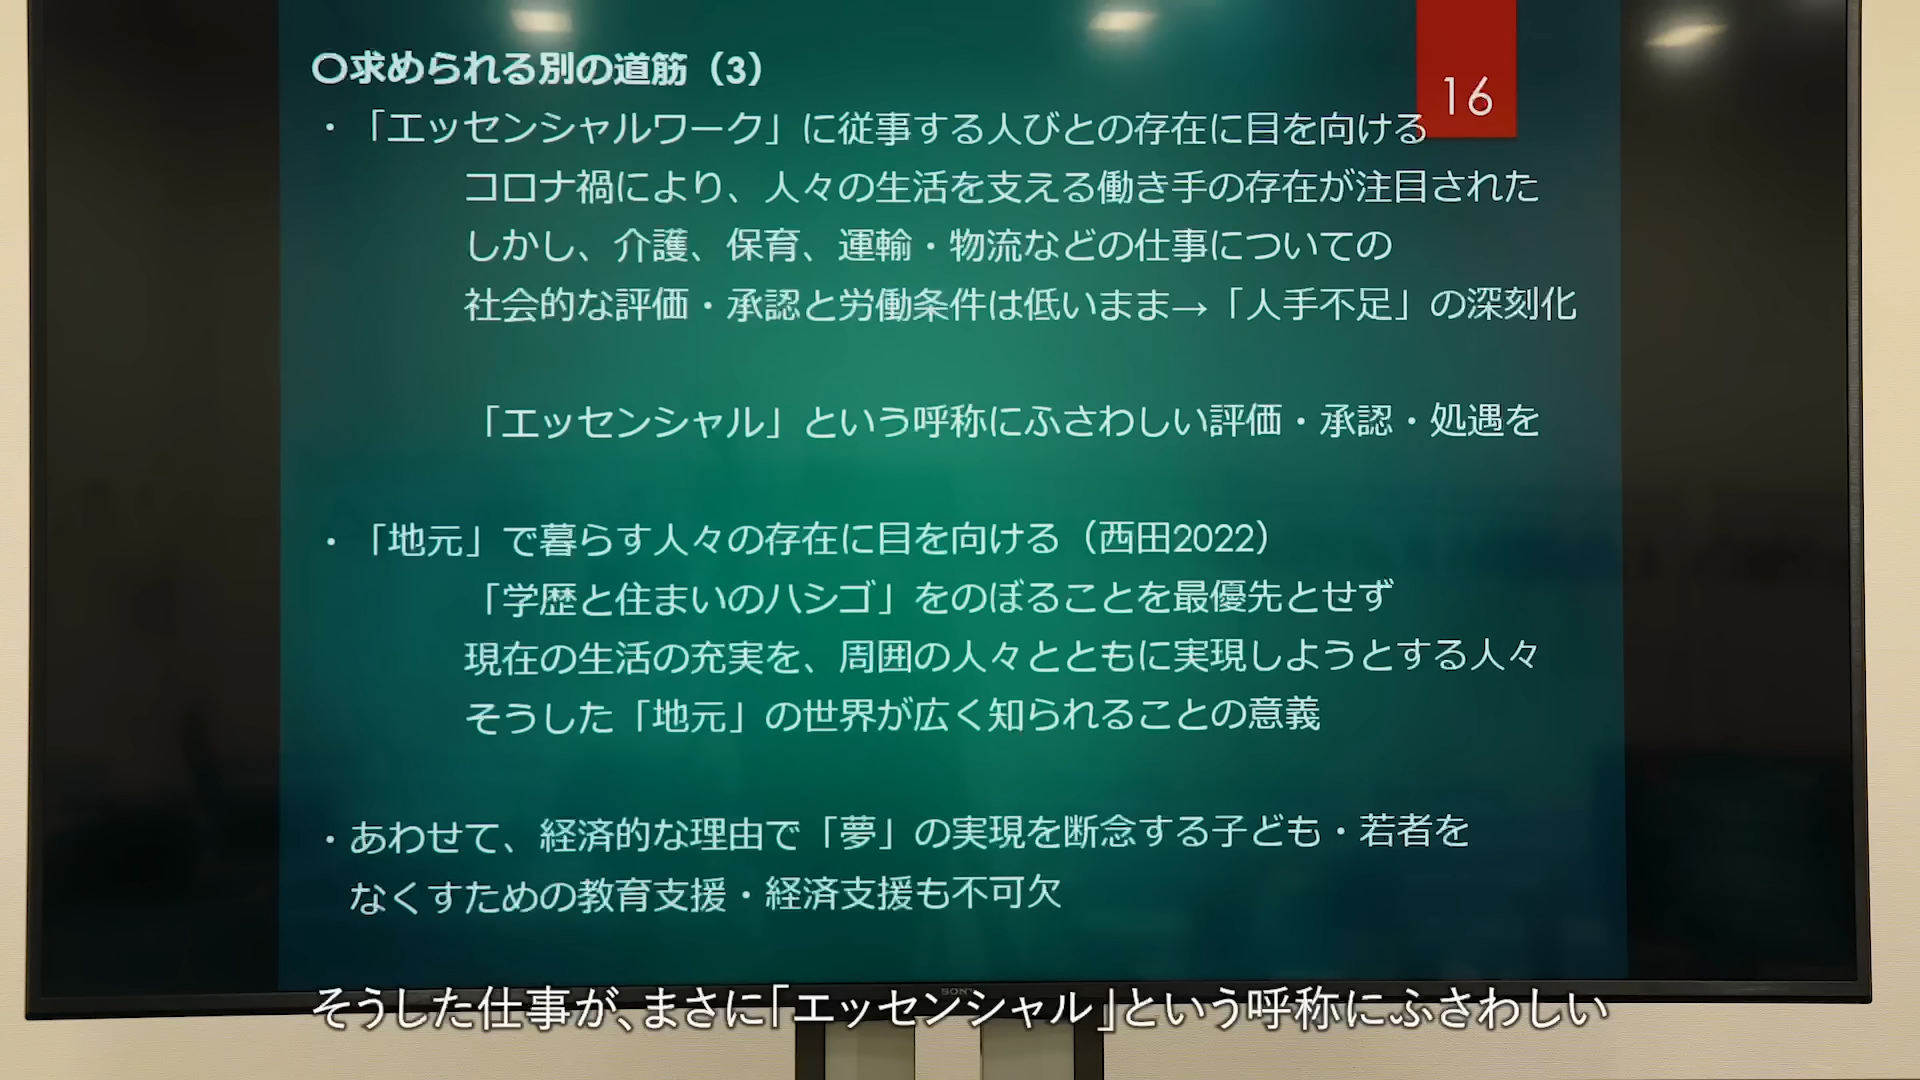 〇求められる別の道筋（3）
16
・「エッセンシャルワーク」に従事する人びとの存在に目を向ける
コロナ禍により、人々の生活を支える働き手の存在が注目された
しかし、介護、保育、運輸・物流などの仕事についての
社会的な評価・承認と労働条件は低いまま→「人手不足」の深刻化
「エッセンシャル」という呼称にふさわしい評価・承認・処遇を
・「地元」で暮らす人々の存在に目を向ける（西田2022）
「学歴と住まいのハシゴ」をのぼることを最優先とせず
現在の生活の充実を、周囲の人々とともに実現しようとする人々
そうした「地元」の世界が広く知られることの意義
・あわせて、経済的な理由で「夢」の実現を断念する子ども・若者を
なくすための教育支援・経済支援も不可欠
SONY
そうした仕事が、まさに「エッセンシャル」という呼称にふさわしい